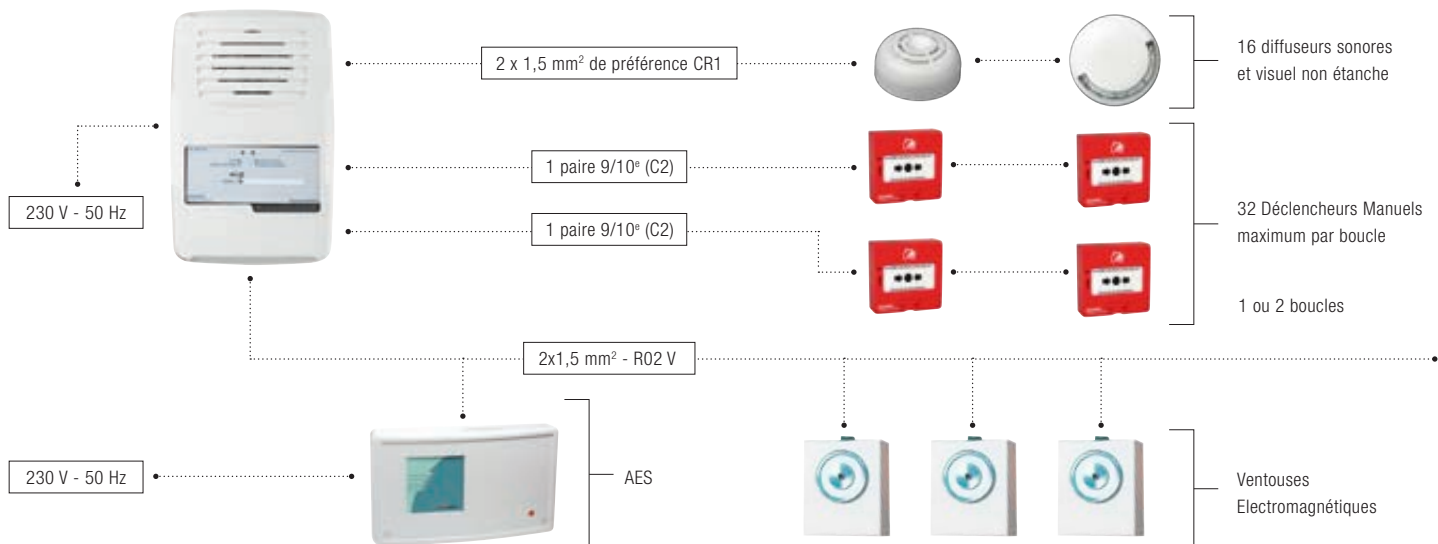 2 x 1,5 mm² de préférence CR1
16 diffuseurs sonores
et visuel non étanche
1 paire 9/10ᵉ (C2)
230 V - 50 Hz
1 paire 9/10ᵉ (C2)
32 Déclencheurs Manuels
maximum par boucle
1 ou 2 boucles
2x1,5 mm² - R02 V
230 V - 50 Hz
AES
Ventouses
Electromagnétiques